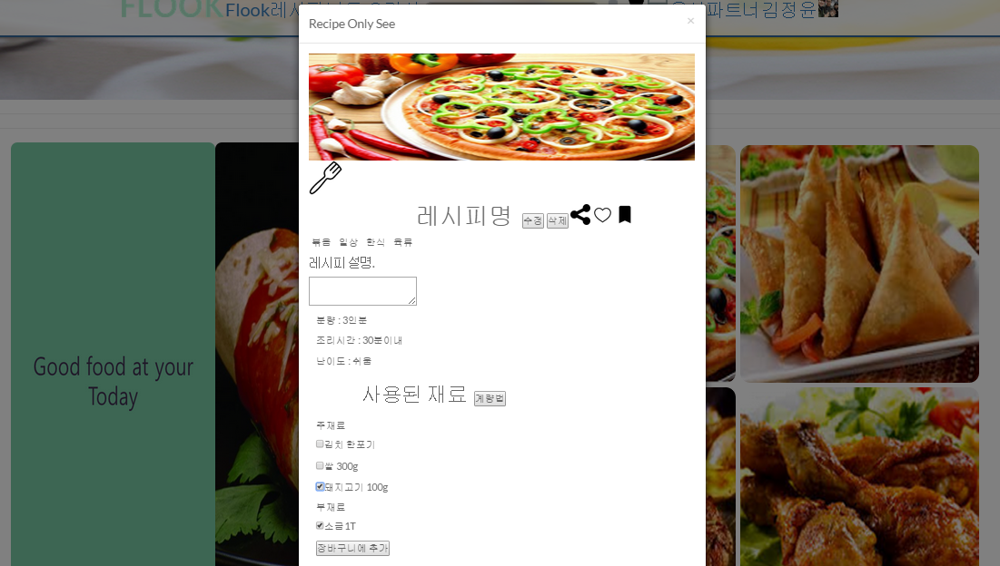 FLOOK Flook레시피
파트너김정윤
Recipe Only See ×
레시피명 수정 삭제
볶음 일상 한식 육류
레시피 설명.
분량 : 3인분
조리시간 : 30분이내
난이도 : 쉬움
Good food at your
Today
사용된 재료 계량법
주재료
김치 한포기
쌀 300g
돼지고기 100g
부재료
소금1T
장바구니에 추가